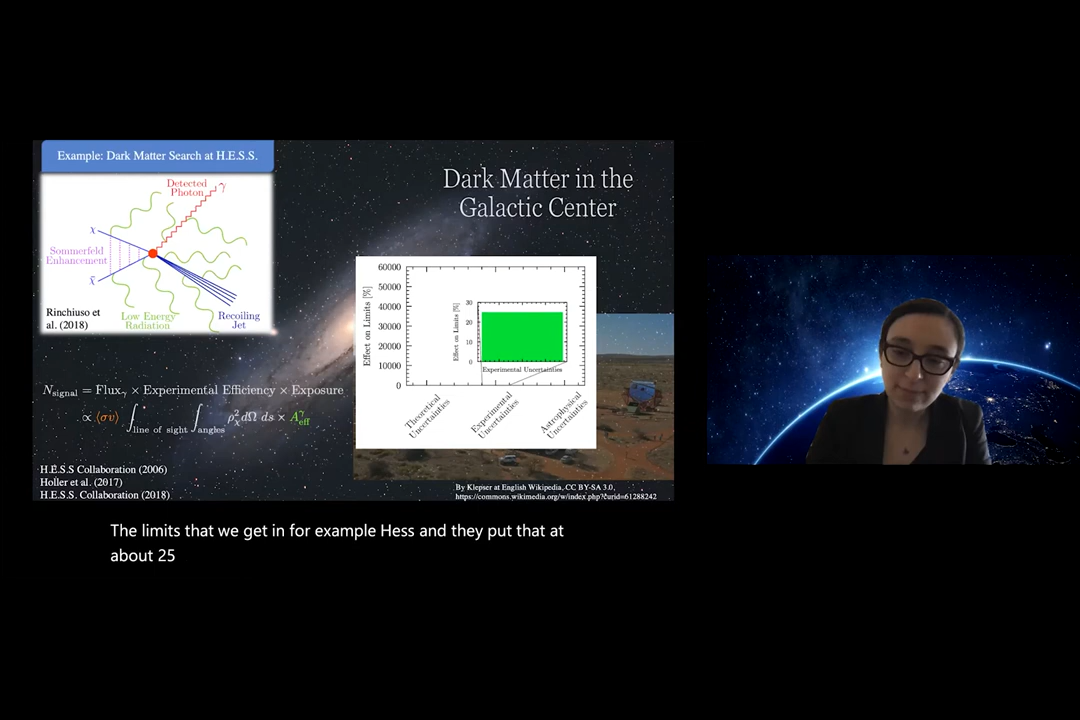 Example: Dark Matter Search at H.E.S.S.
Detected
Photon
γ
χ
Sommerfeld
Enhancement
χ̄
Rinchiuso et
al. (2018)
Low Energy
Radiation
Recoiling
Jet
Dark Matter in the
Galactic Center
60000
50000
40000
30000
20000
10000
0
Effect on Limits [%]
30
20
10
0
Effect on Limits [%]
Experimental Uncertainties
Theoretical
Uncertainties
Experimental
Uncertainties
Astrophysical
Uncertainties
N_signal = Flux_γ × Experimental Efficiency × Exposure
∝ ⟨σv⟩ ∫_line of sight ∫_angles ρ_χ^2 dΩ ds × A_eff^γ
H.E.S.S Collaboration (2006)
Holler et al. (2017)
H.E.S.S. Collaboration (2018)
By Klepser at English Wikipedia, CC BY-SA 3.0,
https://commons.wikimedia.org/w/index.php?curid=61288242
The limits that we get in for example Hess and they put that at
about 25